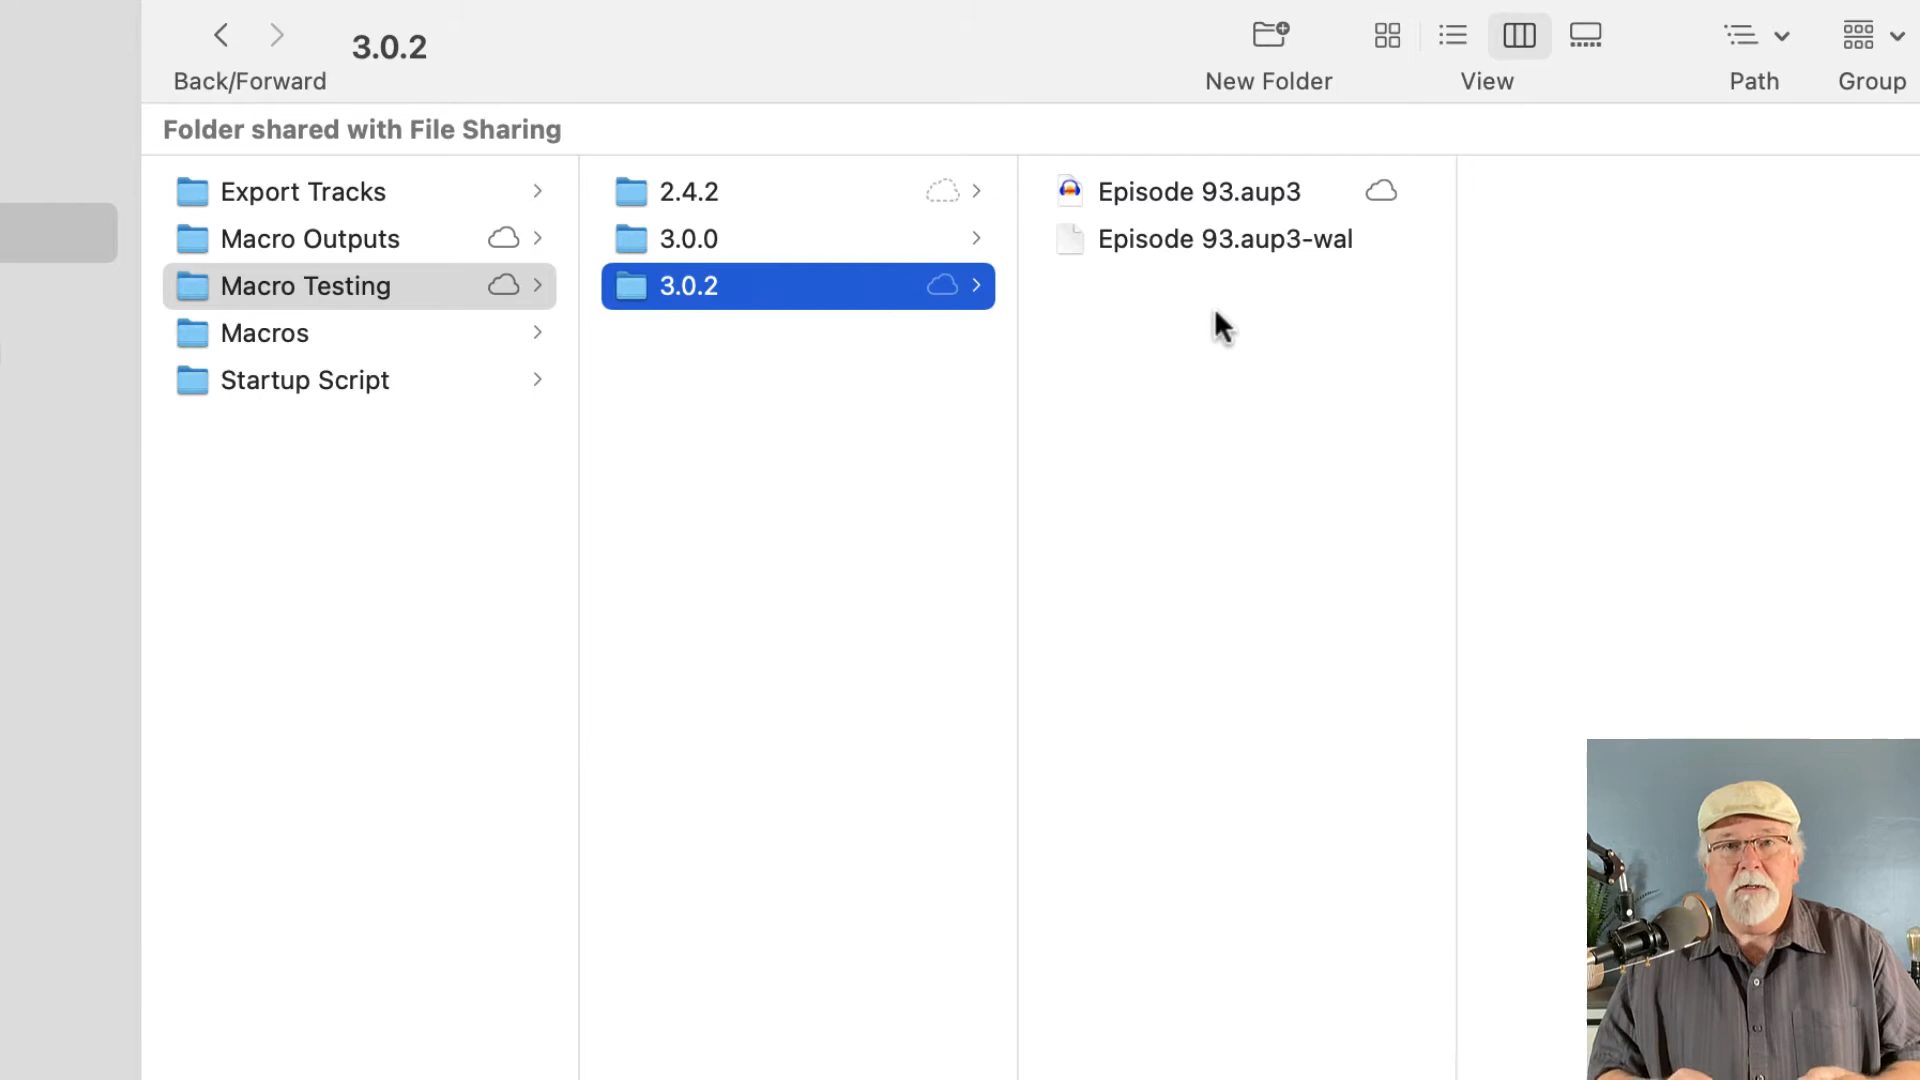 3.0.2
Back/Forward
New Folder
View
Path
Group
Folder shared with File Sharing
Export Tracks
Macro Outputs
Macro Testing
Macros
Startup Script
2.4.2
3.0.0
3.0.2
Episode 93.aup3
Episode 93.aup3-wal